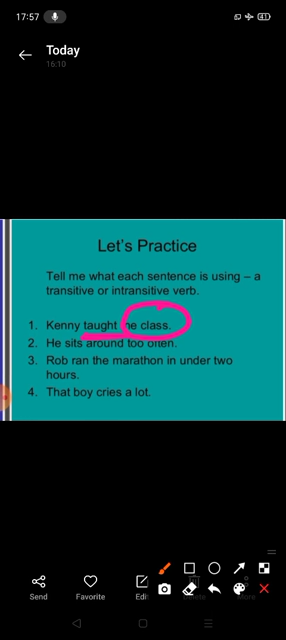 17:57
41
Today
16:10
Let's Practice
Tell me what each sentence is using – a
transitive or intransitive verb.
1. Kenny taught the class.
2. He sits around too often.
3. Rob ran the marathon in under two
hours.
4. That boy cries a lot.
Send Favorite Edit More